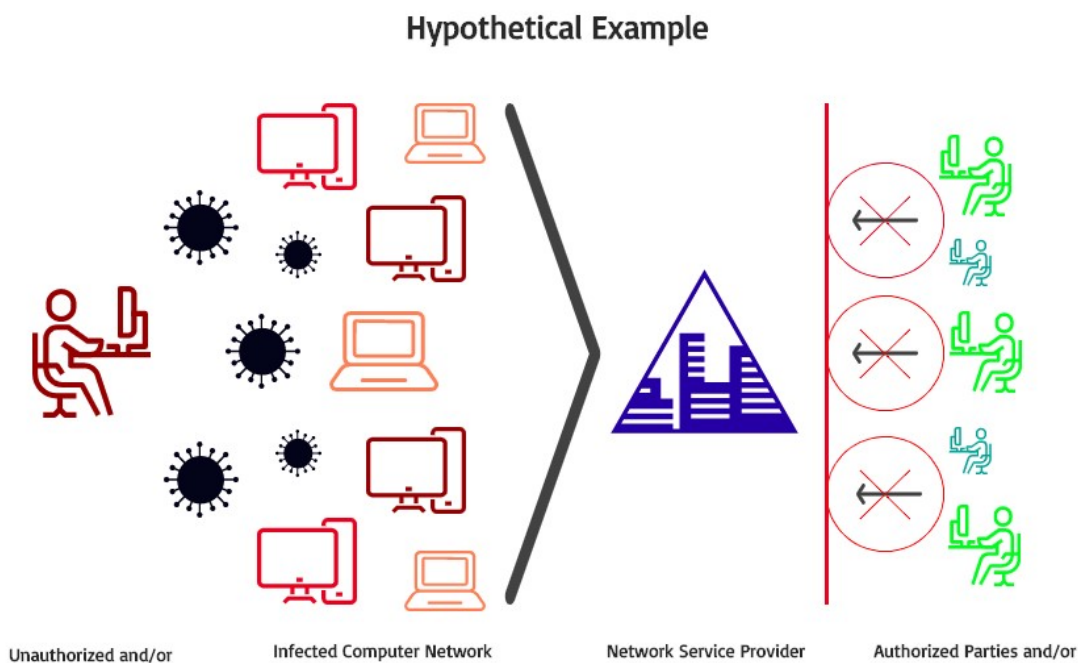 Hypothetical Example
Unauthorized and/or
Infected Computer Network
Network Service Provider
Authorized Parties and/or